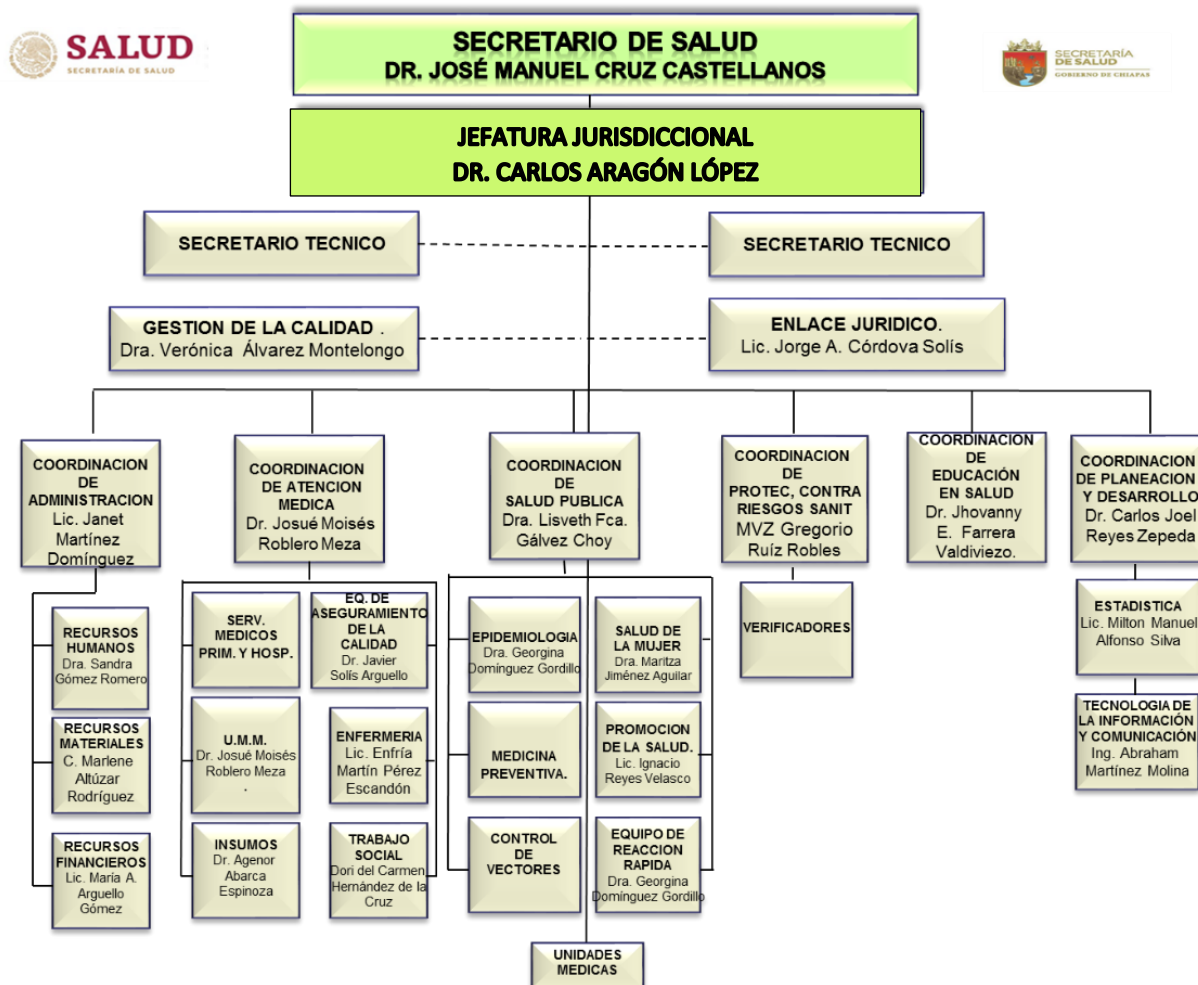 SALUD
SECRETARÍA DE SALUD
SECRETARIO DE SALUD
DR. JOSÉ MANUEL CRUZ CASTELLANOS
SECRETARÍA
DE SALUD
GOBIERNO DE CHIAPAS
JEFATURA JURISDICCIONAL
DR. CARLOS ARAGÓN LÓPEZ
SECRETARIO TECNICO
SECRETARIO TECNICO
GESTION DE LA CALIDAD .
Dra. Verónica Álvarez Montelongo
ENLACE JURIDICO.
Lic. Jorge A. Córdova Solís
COORDINACION
DE
ADMINISTRACION
Lic. Janet
Martínez
Domínguez
COORDINACION
DE ATENCION
MEDICA
Dr. Josué Moisés
Roblero Meza
COORDINACION
DE
SALUD PUBLICA
Dra. Lisveth Fca.
Gálvez Choy
COORDINACION
DE
PROTEC, CONTRA
RIESGOS SANIT
MVZ Gregorio
Ruíz Robles
COORDINACION
DE
EDUCACIÓN
EN SALUD
Dr. Jhovanny
E. Farrera
Valdiviezo.
COORDINACION
DE PLANEACION
Y DESARROLLO
Dr. Carlos Joel
Reyes Zepeda
RECURSOS
HUMANOS
Dra. Sandra
Gómez Romero
RECURSOS
MATERIALES
C. Marlene
Altúzar
Rodríguez
RECURSOS
FINANCIEROS
Lic. María A.
Arguello
Gómez
SERV.
MEDICOS
PRIM. Y HOSP.
EQ. DE
ASEGURAMIENTO
DE LA
CALIDAD
Dr. Javier
Solís Arguello
U.M.M.
Dr. Josué Moisés
Roblero Meza
.
ENFERMERIA
Lic. Enfría
Martín Pérez
Escandón
INSUMOS
Dr. Agenor
Abarca
Espinoza
TRABAJO
SOCIAL
Dori del Carmen
Hernández de la
Cruz
EPIDEMIOLOGIA
Dra. Georgina
Domínguez Gordillo
SALUD DE
LA MUJER
Dra. Maritza
Jiménez Aguilar
MEDICINA
PREVENTIVA.
PROMOCION
DE LA SALUD.
Lic. Ignacio
Reyes Velasco
CONTROL
DE
VECTORES
EQUIPO DE
REACCION
RAPIDA
Dra. Georgina
Domínguez Gordillo
VERIFICADORES
ESTADISTICA
Lic. Milton Manuel
Alfonso Silva
TECNOLOGIA DE
LA INFORMACIÓN
Y COMUNICACIÓN
Ing. Abraham
Martínez Molina
UNIDADES
MEDICAS